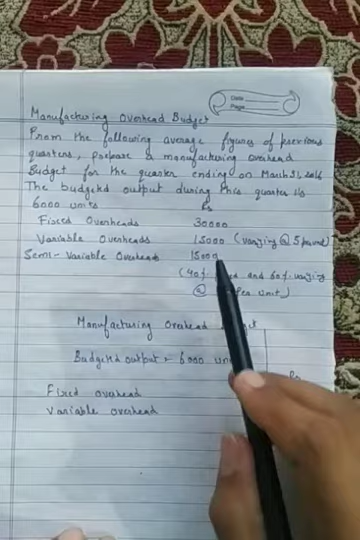 Date
Page
Manufacturing Overhead Budget
From the following average figures of previous
quarters, prepare a manufacturing overhead
Budget for the quarter ending on March 31, 2016
The budgeted output during this quarter is
6000 units Rs
Fixed Overheads 30000
Variable Overheads 15000 (varying @ 5 per unit)
Semi-Variable Overheads 15000
(40% and 60% varying
@ Per unit)
Manufacturing Overhead Budget
Budgeted output = 6000
Rs
Fixed overhead
Variable overhead